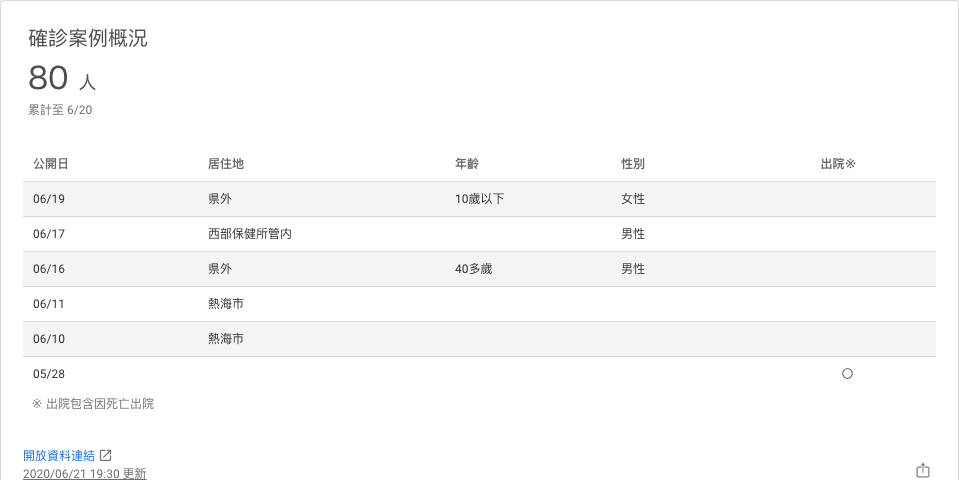 確診案例概況
80 人
累計至 6/20
公開日 居住地 年齡 性別 出院※
06/19 県外 10歲以下 女性
06/17 西部保健所管内 男性
06/16 県外 40多歲 男性
06/11 熱海市
06/10 熱海市
05/28 ○
※ 出院包含因死亡出院
開放資料連結
2020/06/21 19:30 更新